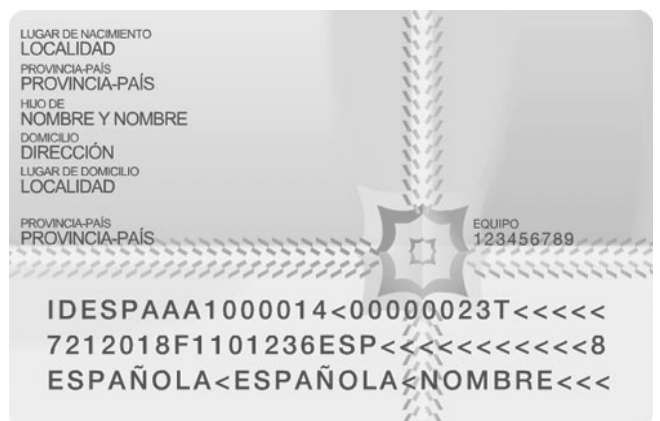 LUGAR DE NACIMIENTO
LOCALIDAD
PROVINCIA-PAÍS
PROVINCIA-PAÍS
HIJO DE
NOMBRE Y NOMBRE
DOMICILIO
DIRECCIÓN
LUGAR DE DOMICILIO
LOCALIDAD
PROVINCIA-PAÍS
PROVINCIA-PAÍS
EQUIPO
123456789
IDESPAAA1000014<00000023T<<<<<
7212018F1101236ESP<<<<<<<<<<<8
ESPAÑOLA<ESPAÑOLA<NOMBRE<<<